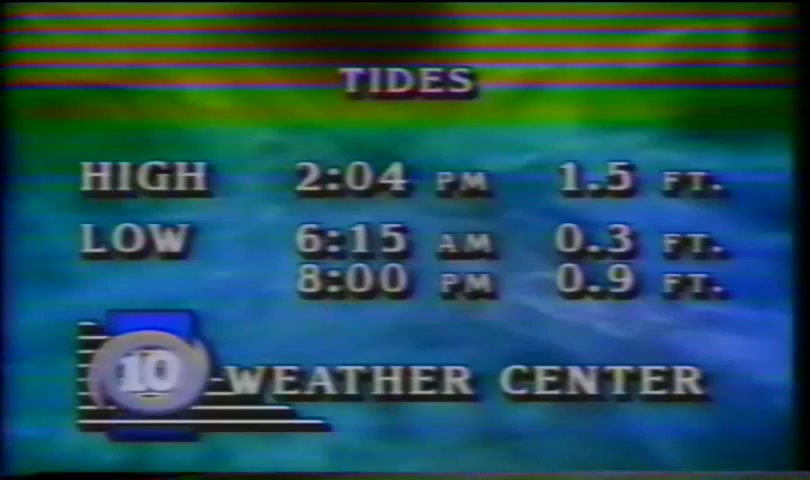 TIDES
HIGH 2:04 PM 1.5 FT.
LOW 6:15 AM 0.3 FT.
8:00 PM 0.9 FT.
10 WEATHER CENTER